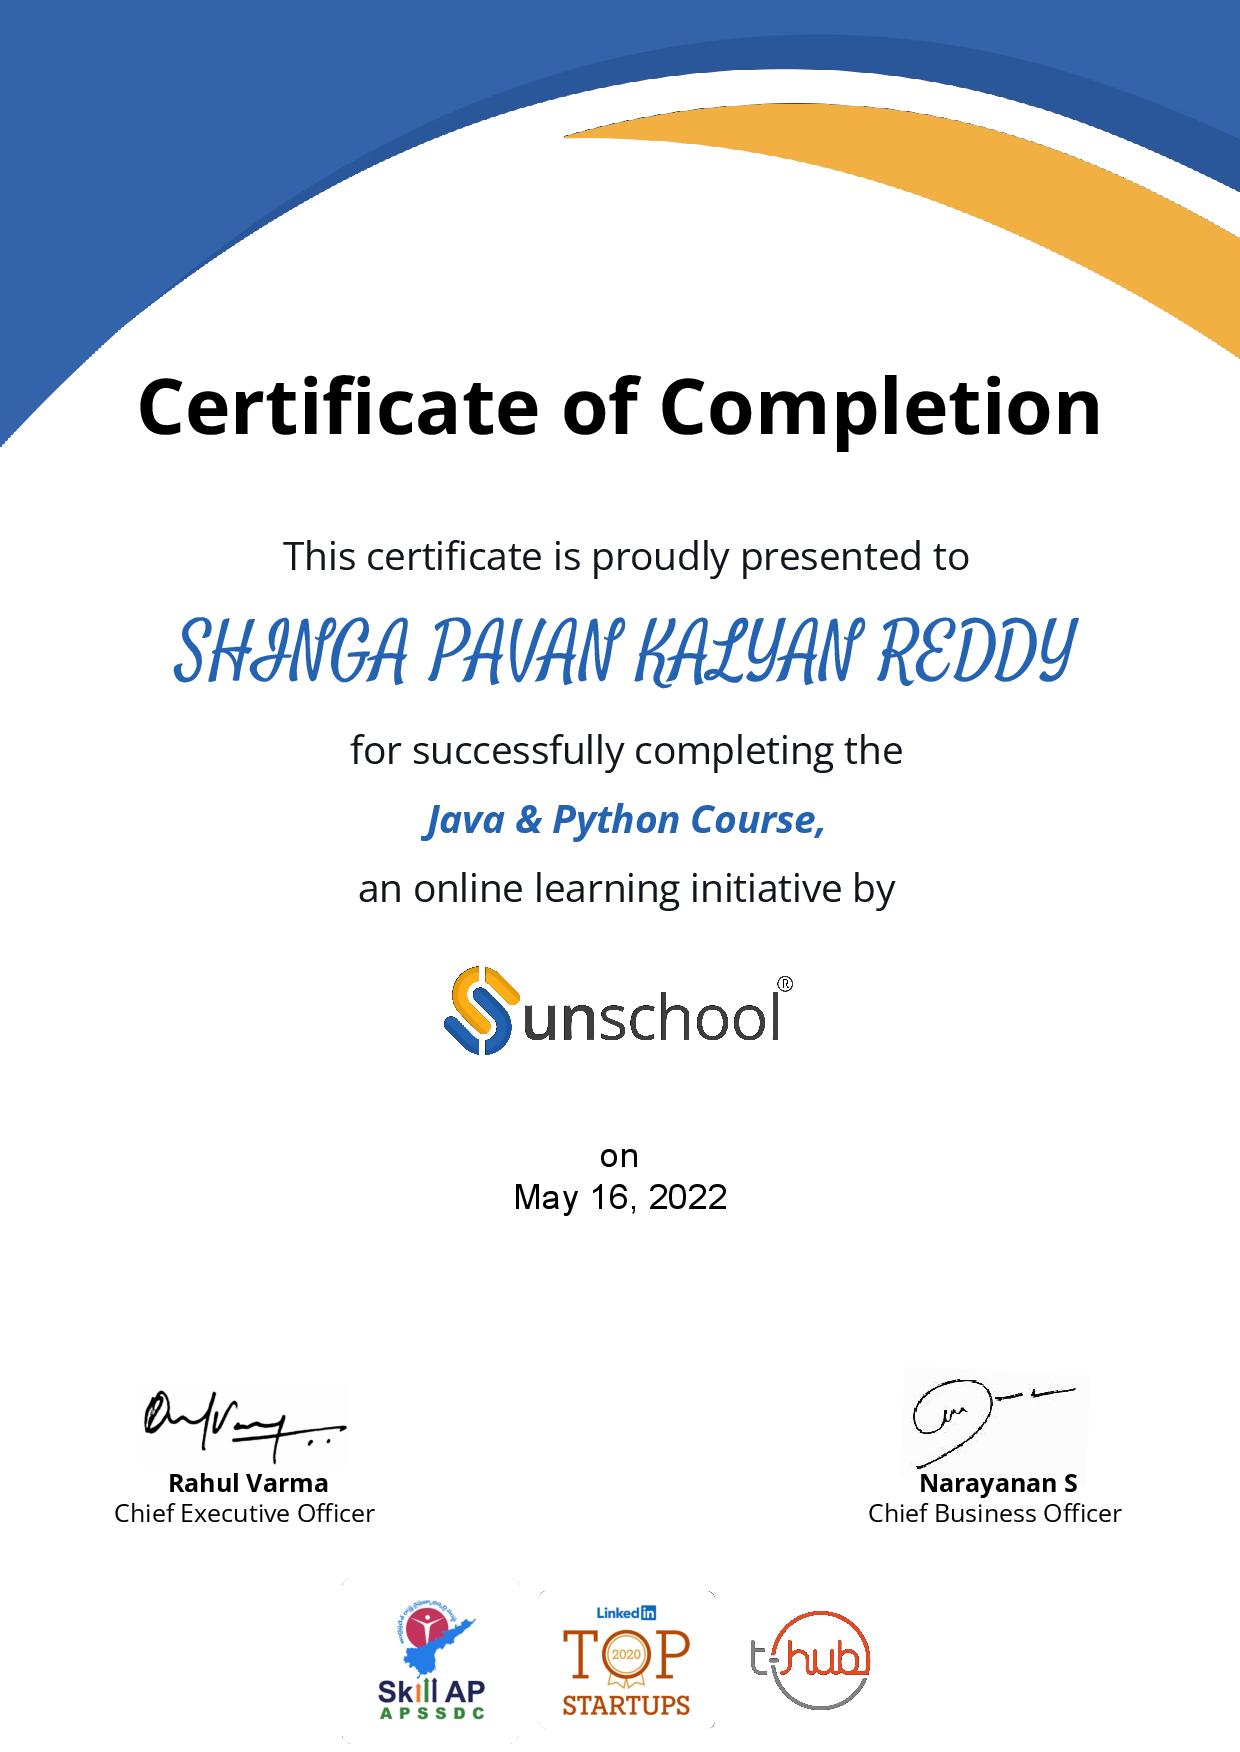 Certificate of Completion
This certificate is proudly presented to
SHINGA PAVAN KALYAN REDDY
for successfully completing the
Java & Python Course,
an online learning initiative by
Sunschool®
on
May 16, 2022
Rahul Varma
Chief Executive Officer
Narayanan S
Chief Business Officer
Skill AP
APSSDC
Linked in
TOP
2020
STARTUPS
t-hub